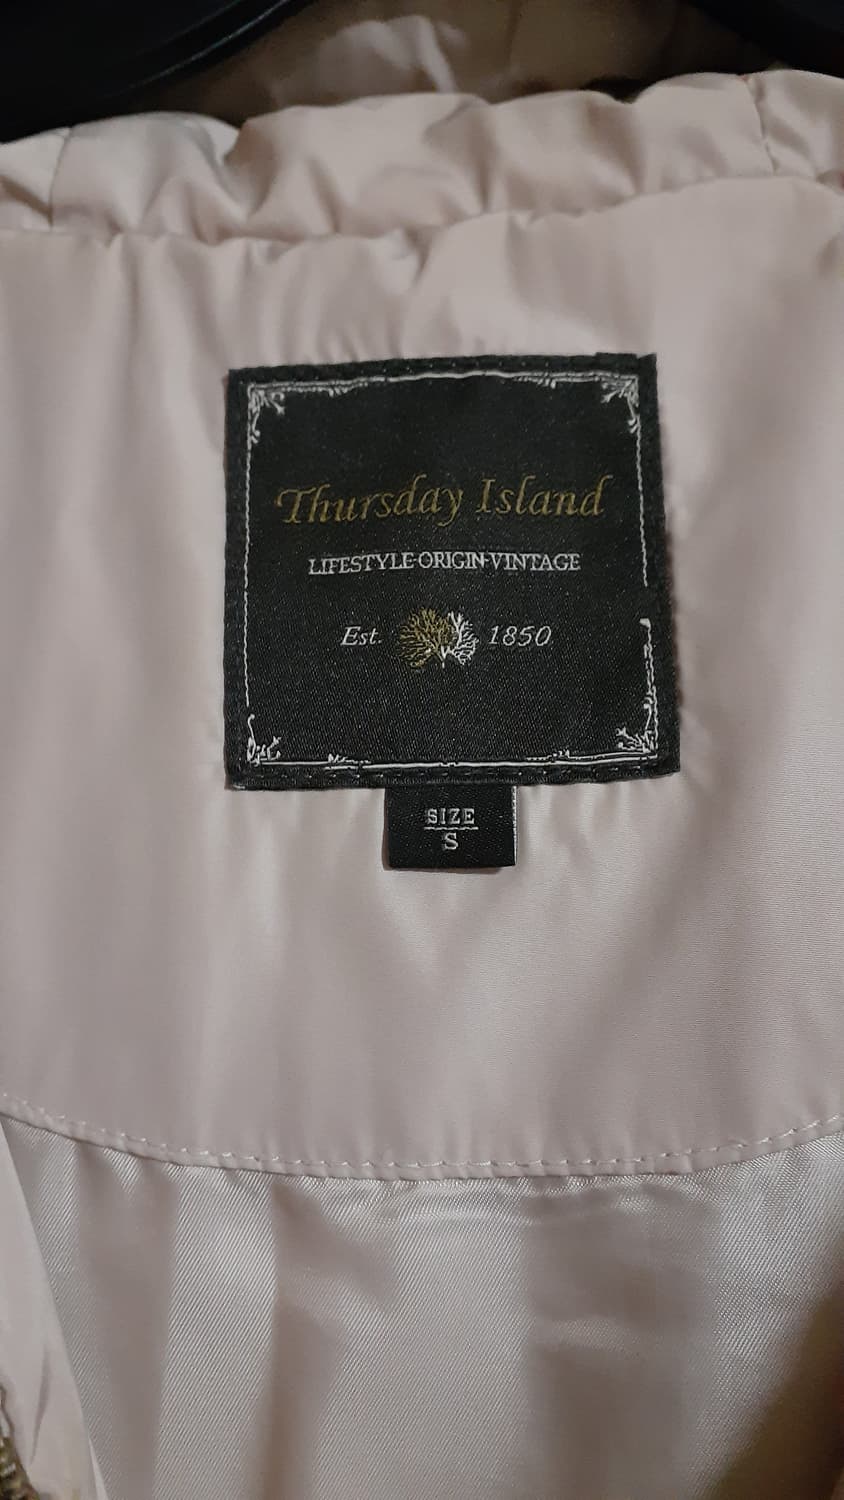 Thursday Island
LIFESTYLE·ORIGIN·VINTAGE
Est. 1850
SIZE
S